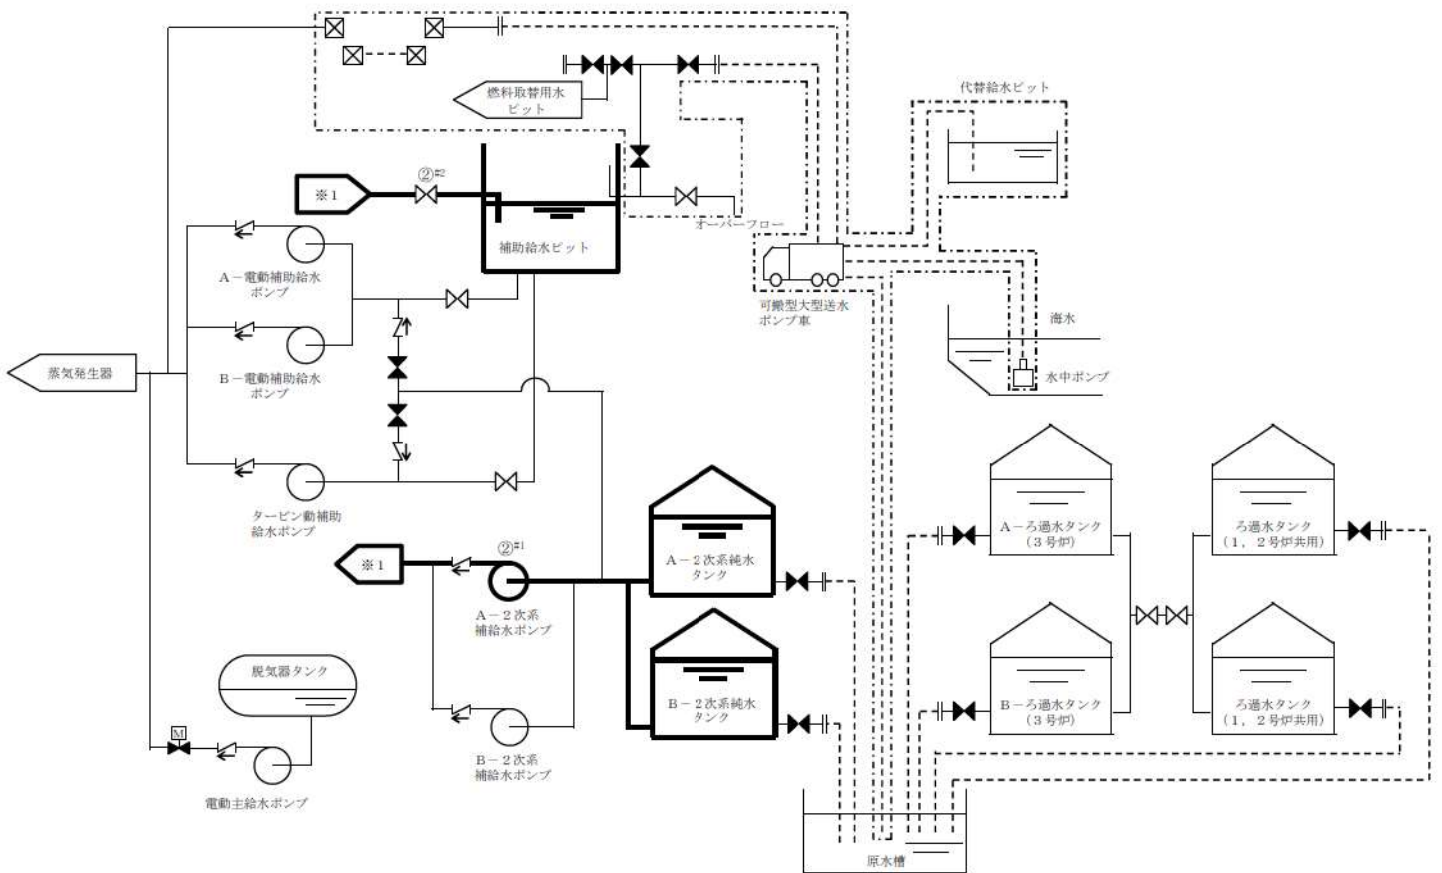 代替給水ピット
燃料取替用水
ピット
②#2
※1
オーバーフロー
補助給水ピット
A－電動補助給水
ポンプ
可搬型大型送水
ポンプ車
海水
蒸気発生器
B－電動補助給水
ポンプ
水中ポンプ
タービン動補助
給水ポンプ
A－ろ過水タンク
(3号炉)
ろ過水タンク
(1，2号炉共用)
②#1
※1
A－2次系純水
タンク
A－2次系
補給水ポンプ
脱気器タンク
B－2次系純水
タンク
B－ろ過水タンク
(3号炉)
ろ過水タンク
(1，2号炉共用)
M
B－2次系
補給水ポンプ
電動主給水ポンプ
原水槽